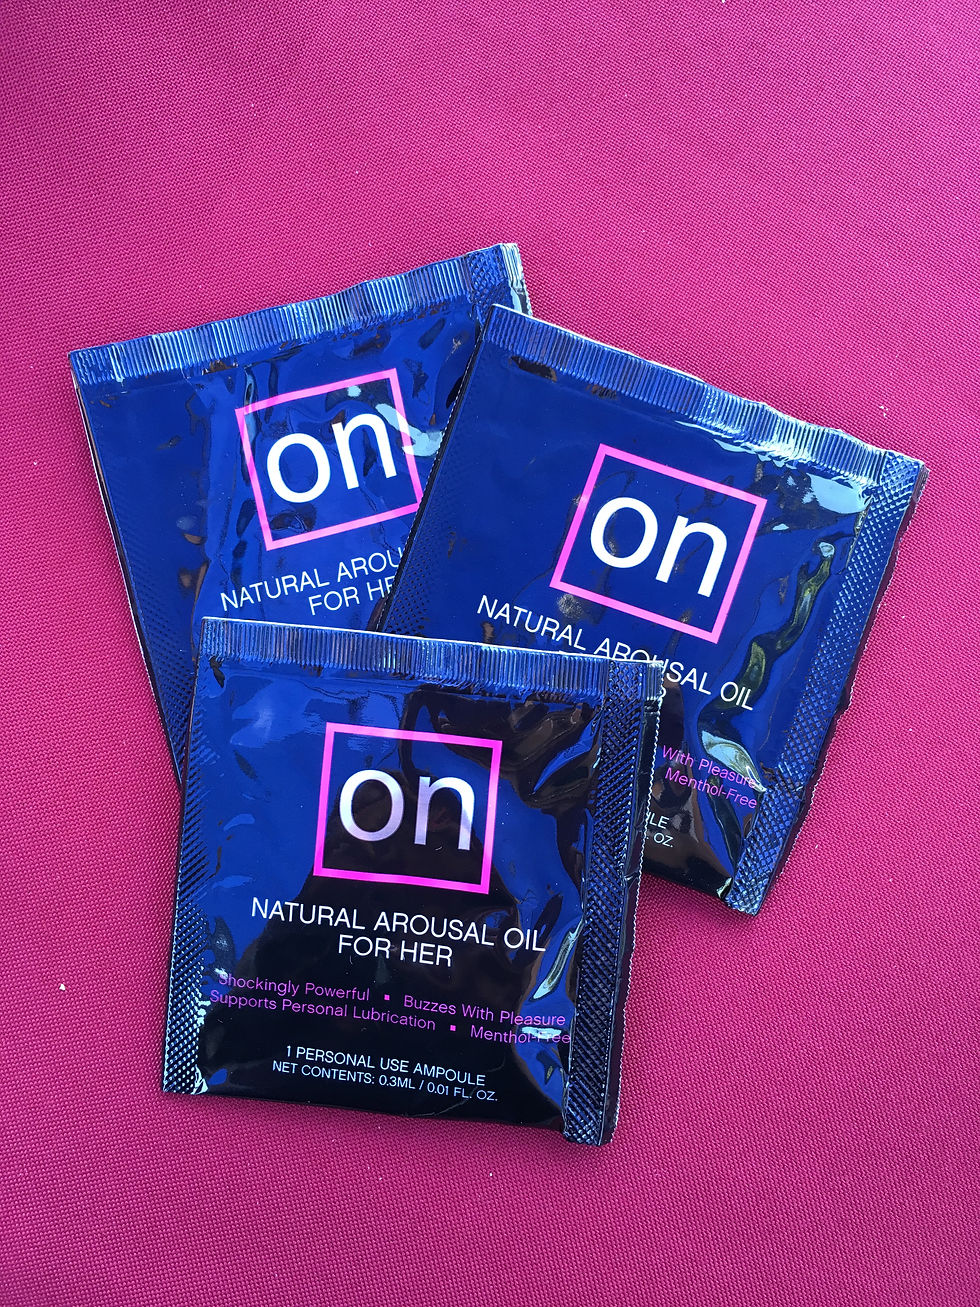 on
NATURAL AROU
FOR HE
on
NATURAL AROUSAL OIL
With Pleasure
Menthol-Free
OZ.
on
NATURAL AROUSAL OIL
FOR HER
Shockingly Powerful ▪ Buzzes With Pleasure
Supports Personal Lubrication ▪ Menthol-Free
1 PERSONAL USE AMPOULE
NET CONTENTS: 0.3ML / 0.01 FL. OZ.